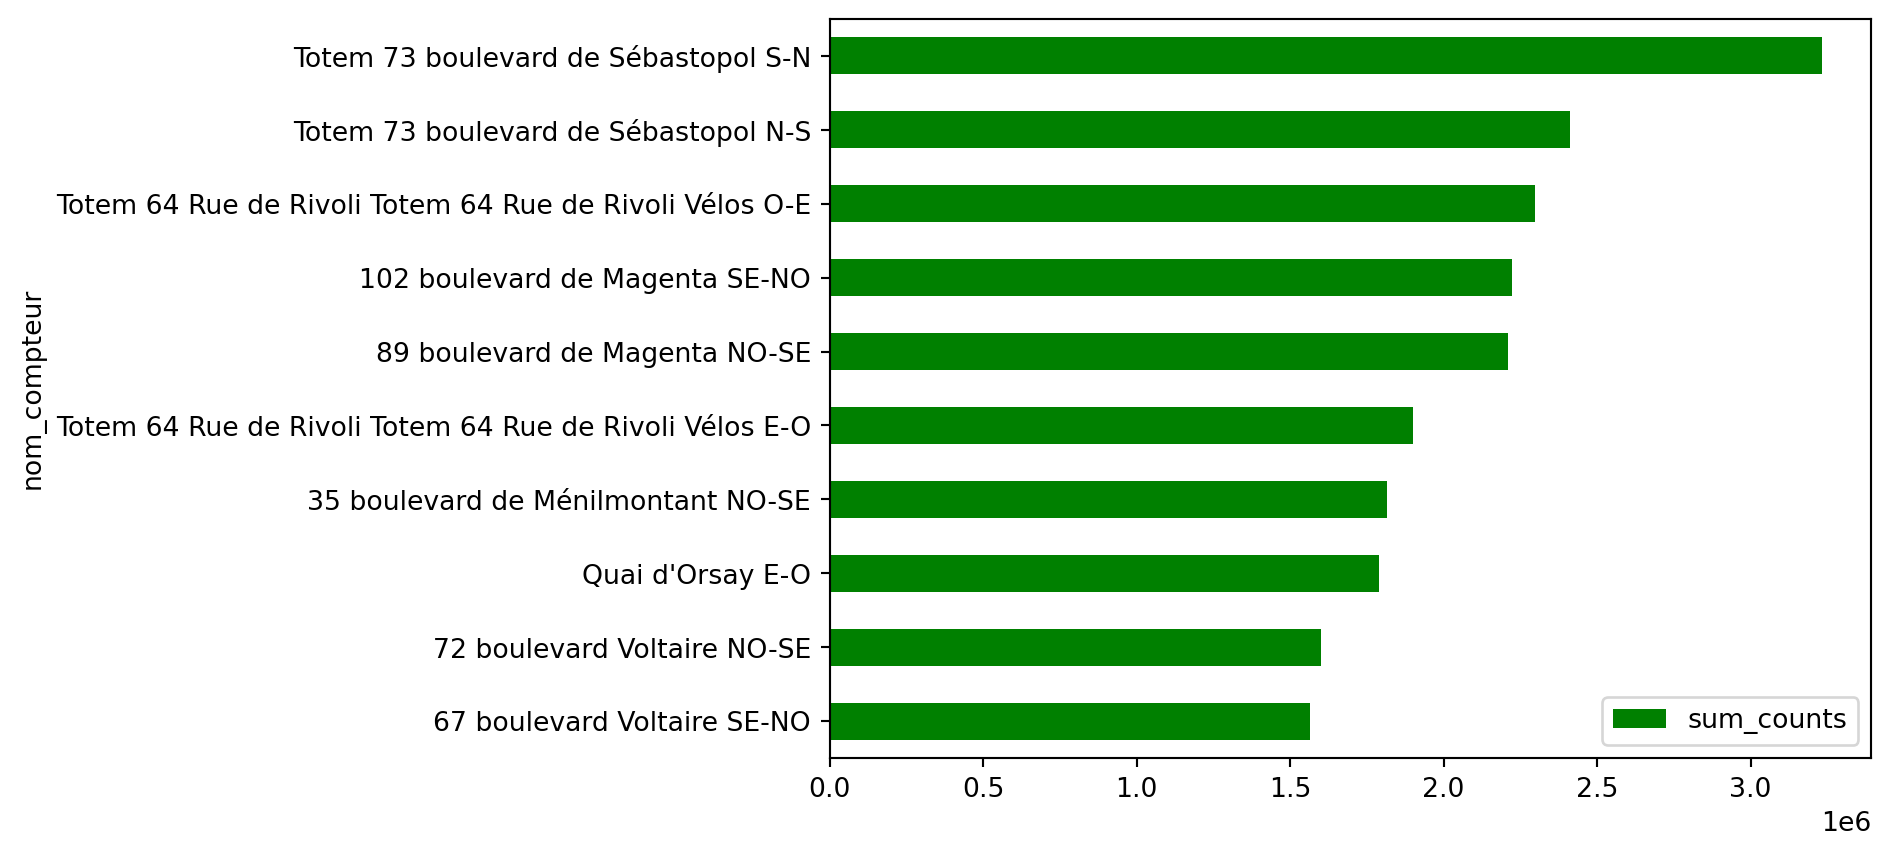 Totem 73 boulevard de Sébastopol S-N
Totem 73 boulevard de Sébastopol N-S
Totem 64 Rue de Rivoli Totem 64 Rue de Rivoli Vélos O-E
102 boulevard de Magenta SE-NO
89 boulevard de Magenta NO-SE
Totem 64 Rue de Rivoli Totem 64 Rue de Rivoli Vélos E-O
35 boulevard de Ménilmontant NO-SE
Quai d'Orsay E-O
72 boulevard Voltaire NO-SE
67 boulevard Voltaire SE-NO
nom_compteur
sum_counts
0.0 0.5 1.0 1.5 2.0 2.5 3.0
1e6